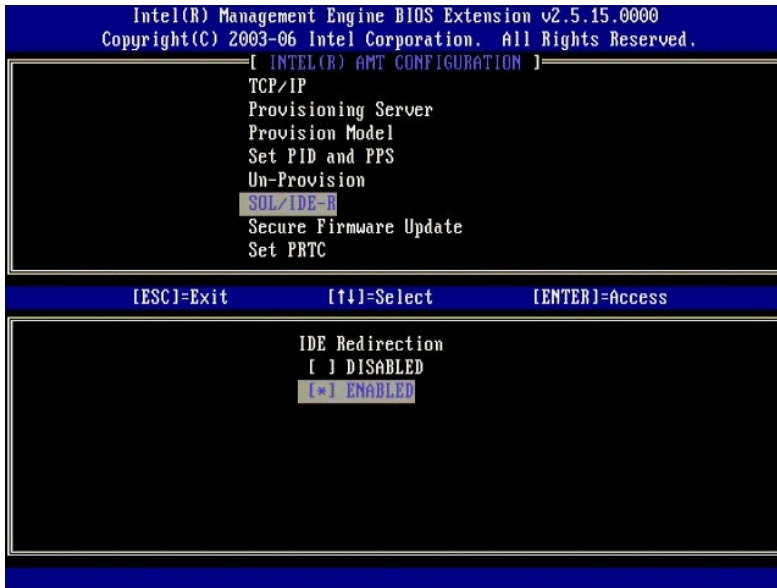 Intel(R) Management Engine BIOS Extension v2.5.15.0000
Copyright(C) 2003-06 Intel Corporation. All Rights Reserved.
[ INTEL(R) AMT CONFIGURATION ]
TCP/IP
Provisioning Server
Provision Model
Set PID and PPS
Un-Provision
SOL/IDE-R
Secure Firmware Update
Set PRTC
[ESC]=Exit [↑↓]=Select [ENTER]=Access
IDE Redirection
[ ] DISABLED
[*] ENABLED